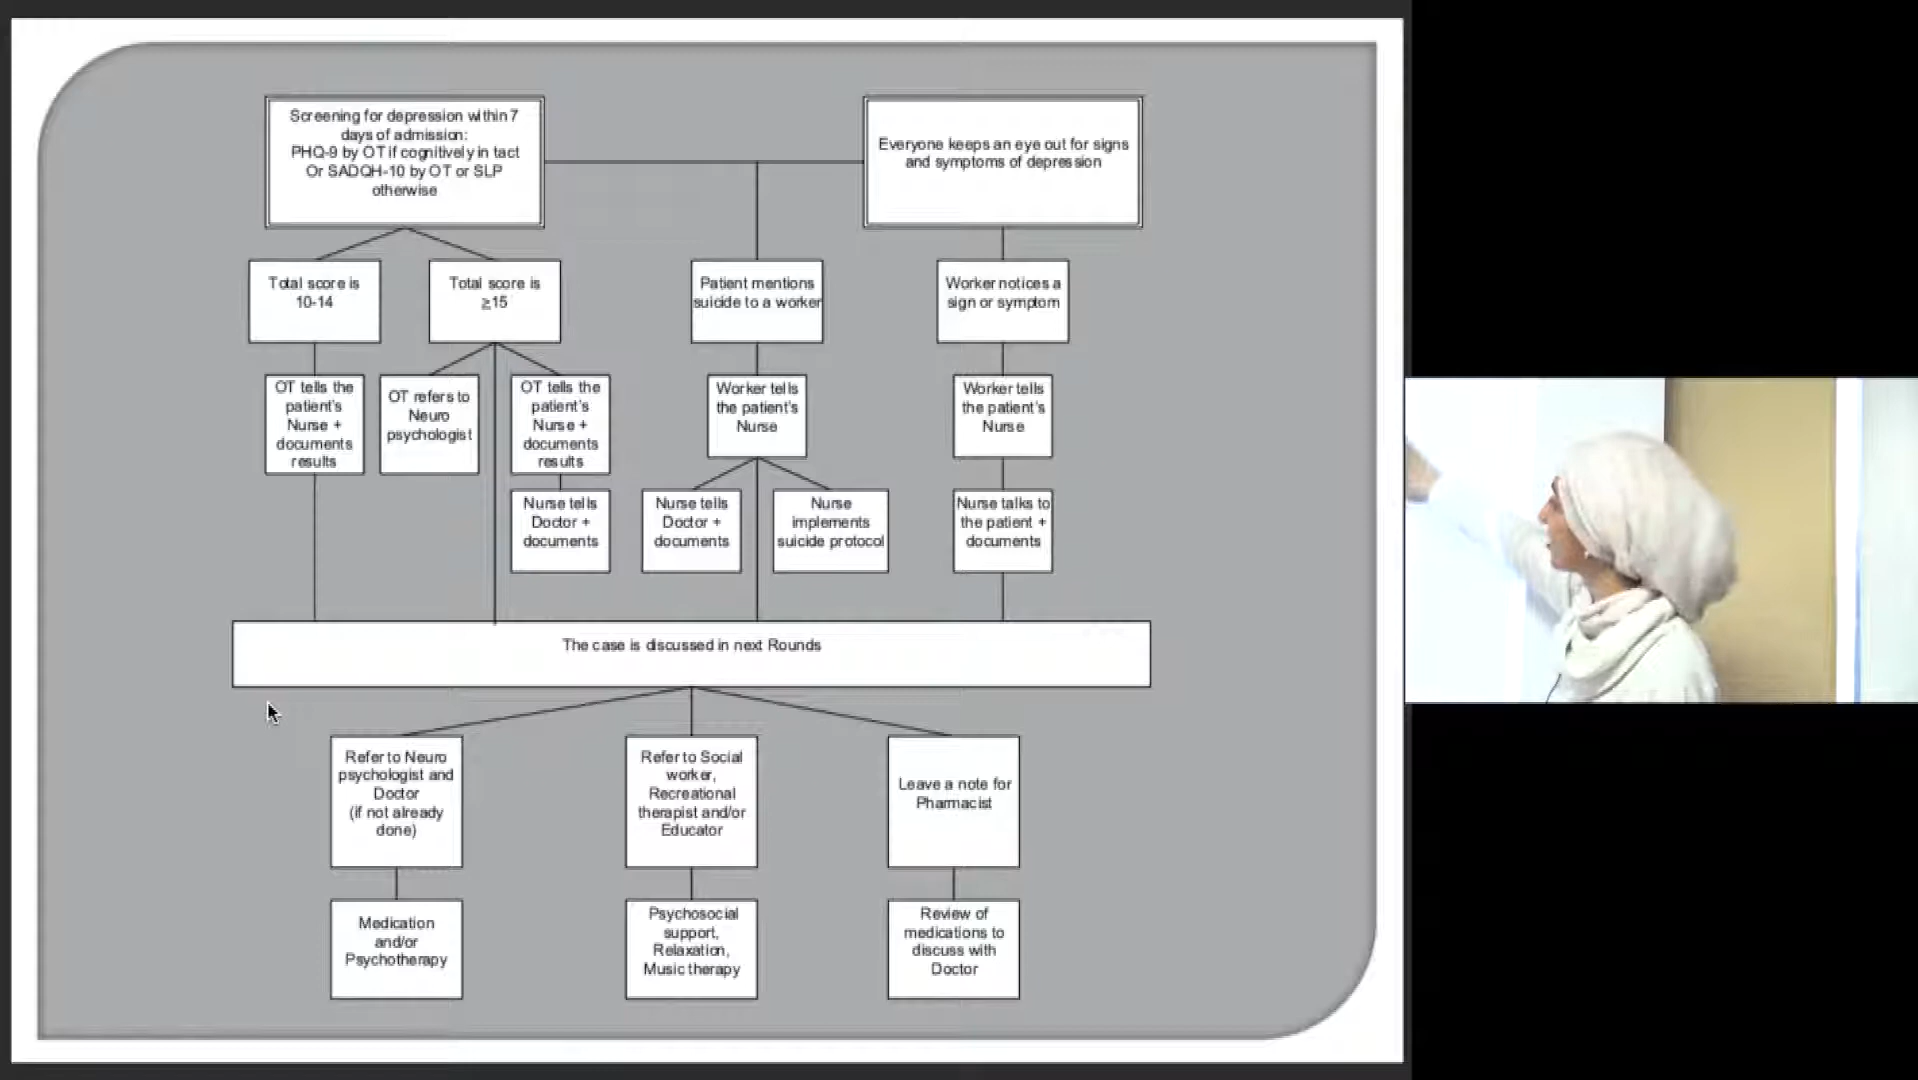 Screening for depression within 7
days of admission:
PHQ-9 by OT if cognitively in tact
Or SADQH-10 by OT or SLP
otherwise
Everyone keeps an eye out for signs
and symptoms of depression
Total score is
10-14
Total score is
≥15
Patient mentions
suicide to a worker
Worker notices a
sign or symptom
OT tells the
patient's
Nurse +
documents
results
OT refers to
Neuro
psychologist
OT tells the
patient's
Nurse +
documents
results
Worker tells
the patient's
Nurse
Worker tells
the patient's
Nurse
Nurse tells
Doctor +
documents
Nurse tells
Doctor +
documents
Nurse
implements
suicide protocol
Nurse talks to
the patient +
documents
The case is discussed in next Rounds
Refer to Neuro
psychologist and
Doctor
(if not already
done)
Refer to Social
worker,
Recreational
therapist and/or
Educator
Leave a note for
Pharmacist
Medication
and/or
Psychotherapy
Psychosocial
support,
Relaxation,
Music therapy
Review of
medications to
discuss with
Doctor